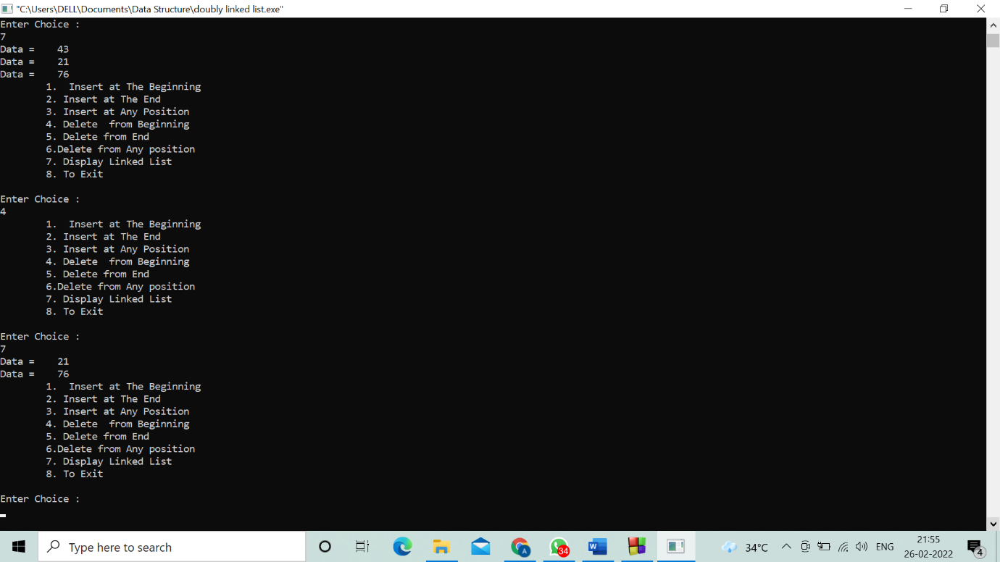 "C:\Users\DELL\Documents\Data Structure\doubly linked list.exe"
Enter Choice :
7
Data =    43
Data =    21
Data =    76
        1.  Insert at The Beginning
        2. Insert at The End
        3. Insert at Any Position
        4. Delete  from Beginning
        5. Delete from End
        6.Delete from Any position
        7. Display Linked List
        8. To Exit

Enter Choice :
4
        1.  Insert at The Beginning
        2. Insert at The End
        3. Insert at Any Position
        4. Delete  from Beginning
        5. Delete from End
        6.Delete from Any position
        7. Display Linked List
        8. To Exit

Enter Choice :
7
Data =    21
Data =    76
        1.  Insert at The Beginning
        2. Insert at The End
        3. Insert at Any Position
        4. Delete  from Beginning
        5. Delete from End
        6.Delete from Any position
        7. Display Linked List
        8. To Exit

Enter Choice :
Type here to search
A
34
W
34°C
ENG
21:55
26-02-2022
4